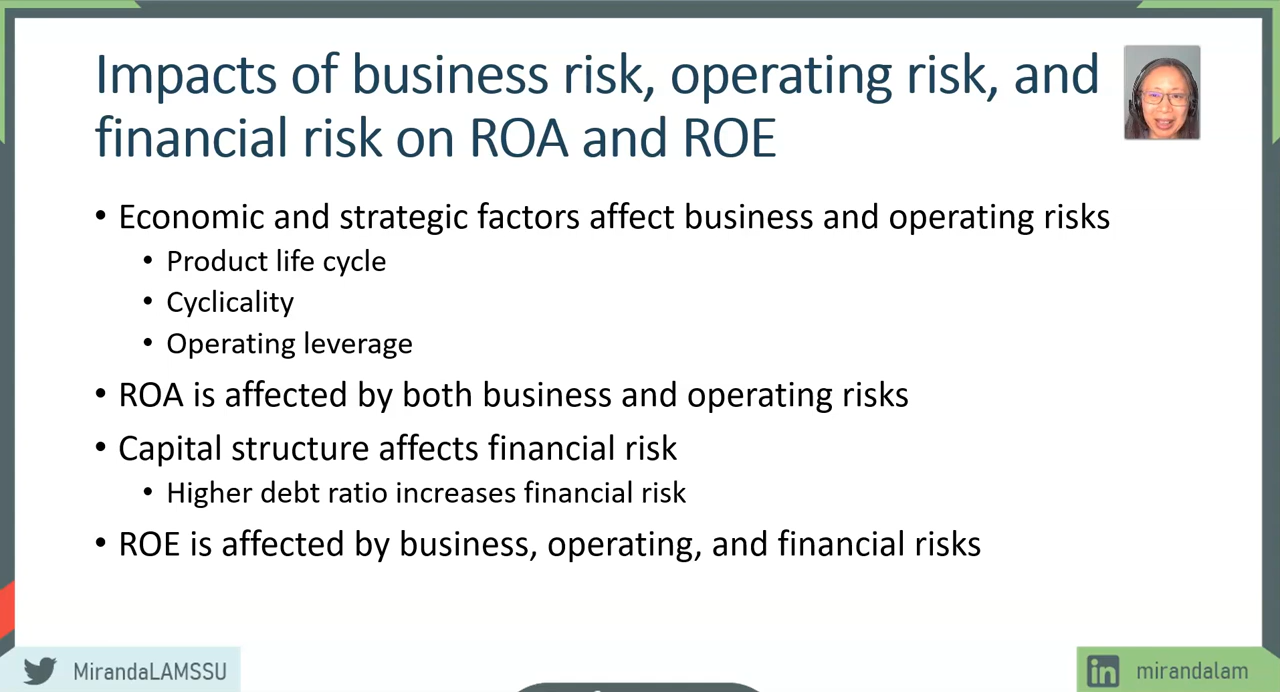 Impacts of business risk, operating risk, and
financial risk on ROA and ROE
• Economic and strategic factors affect business and operating risks
• Product life cycle
• Cyclicality
• Operating leverage
• ROA is affected by both business and operating risks
• Capital structure affects financial risk
• Higher debt ratio increases financial risk
• ROE is affected by business, operating, and financial risks
MirandaLAMSSU
in mirandalam